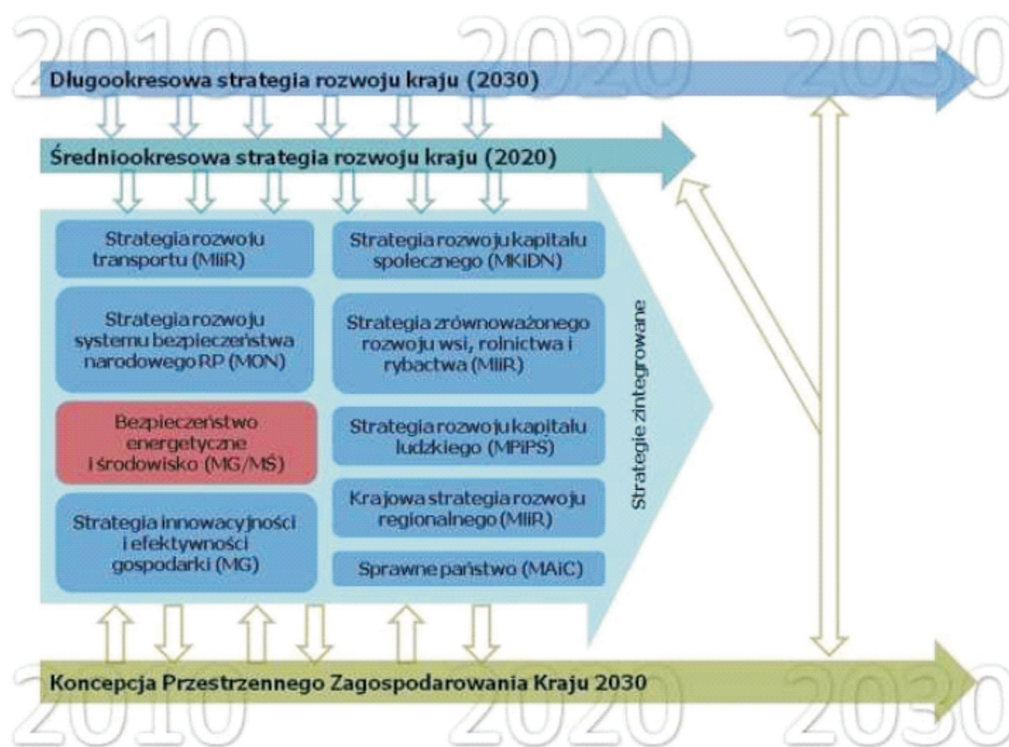 2010 2020 2030
Długookresowa strategia rozwoju kraju (2030)
Średniookresowa strategia rozwoju kraju (2020)
Strategia rozwoju
transportu (MIiR)
Strategia rozwoju
systemu bezpieczeństwa
narodowego RP (MON)
Bezpieczeństwo
energetyczne
i środowisko (MG/MŚ)
Strategia innowacyjności
i efektywności
gospodarki (MG)
Strategia rozwoju kapitału
społecznego (MKiDN)
Strategia zrównoważonego
rozwoju wsi, rolnictwa i
rybactwa (MIiR)
Strategia rozwoju kapitału
ludzkiego (MPiPS)
Krajowa strategia rozwoju
regionalnego (MIiR)
Sprawne państwo (MAiC)
Strategie zintegrowane
Koncepcja Przestrzennego Zagospodarowania Kraju 2030
2010 2020 2030